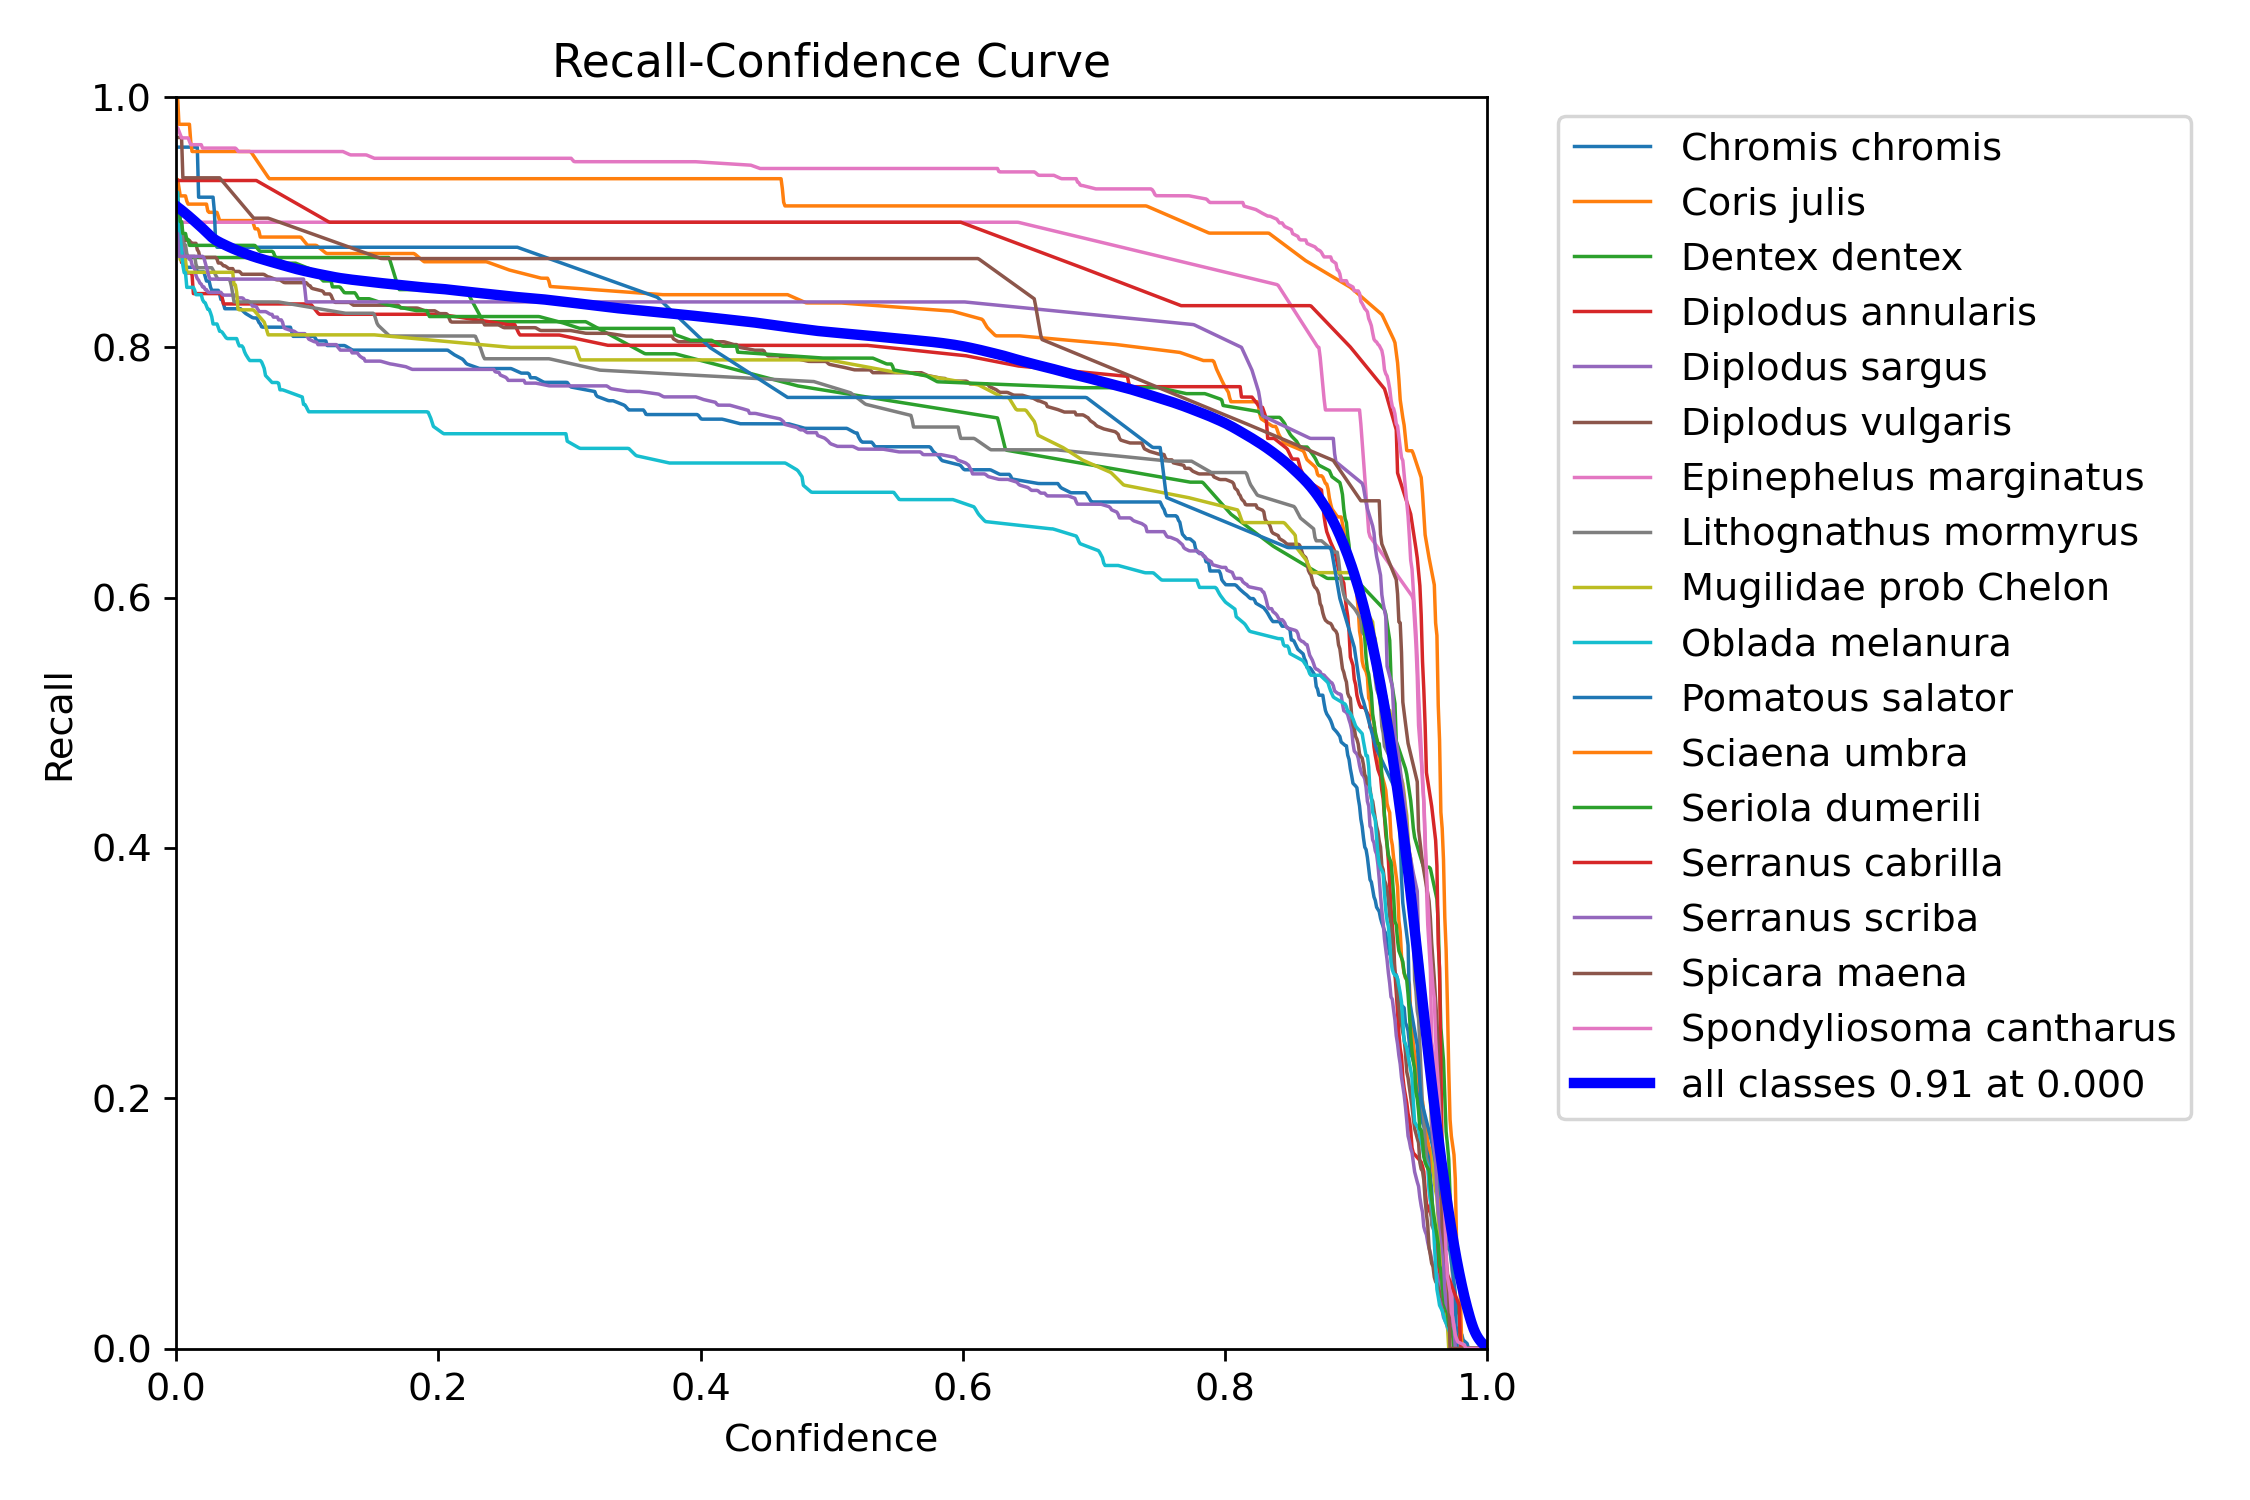 Recall-Confidence Curve
1.0
0.8
0.6
0.4
0.2
0.0
Recall
0.0 0.2 0.4 0.6 0.8 1.0
Confidence
Chromis chromis
Coris julis
Dentex dentex
Diplodus annularis
Diplodus sargus
Diplodus vulgaris
Epinephelus marginatus
Lithognathus mormyrus
Mugilidae prob Chelon
Oblada melanura
Pomatous salator
Sciaena umbra
Seriola dumerili
Serranus cabrilla
Serranus scriba
Spicara maena
Spondyliosoma cantharus
all classes 0.91 at 0.000